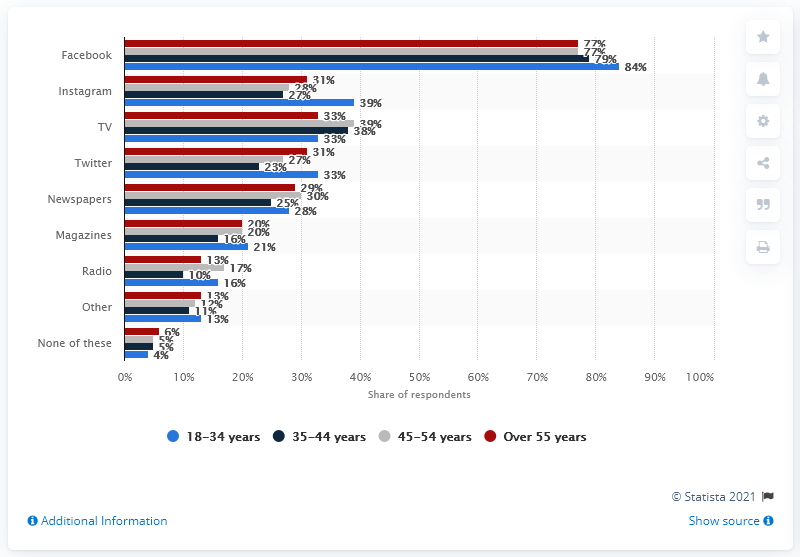 Facebook
77%
77%
79%
84%
Instagram
31%
28%
27%
39%
TV
33%
39%
38%
33%
Twitter
31%
27%
23%
33%
Newspapers
29%
30%
25%
28%
Magazines
20%
20%
16%
21%
Radio
13%
17%
10%
16%
Other
13%
12%
11%
13%
None of these
6%
5%
5%
4%
0% 10% 20% 30% 40% 50% 60% 70% 80% 90% 100%
Share of respondents
18-34 years 35-44 years 45-54 years Over 55 years
© Statista 2021
Additional Information Show source